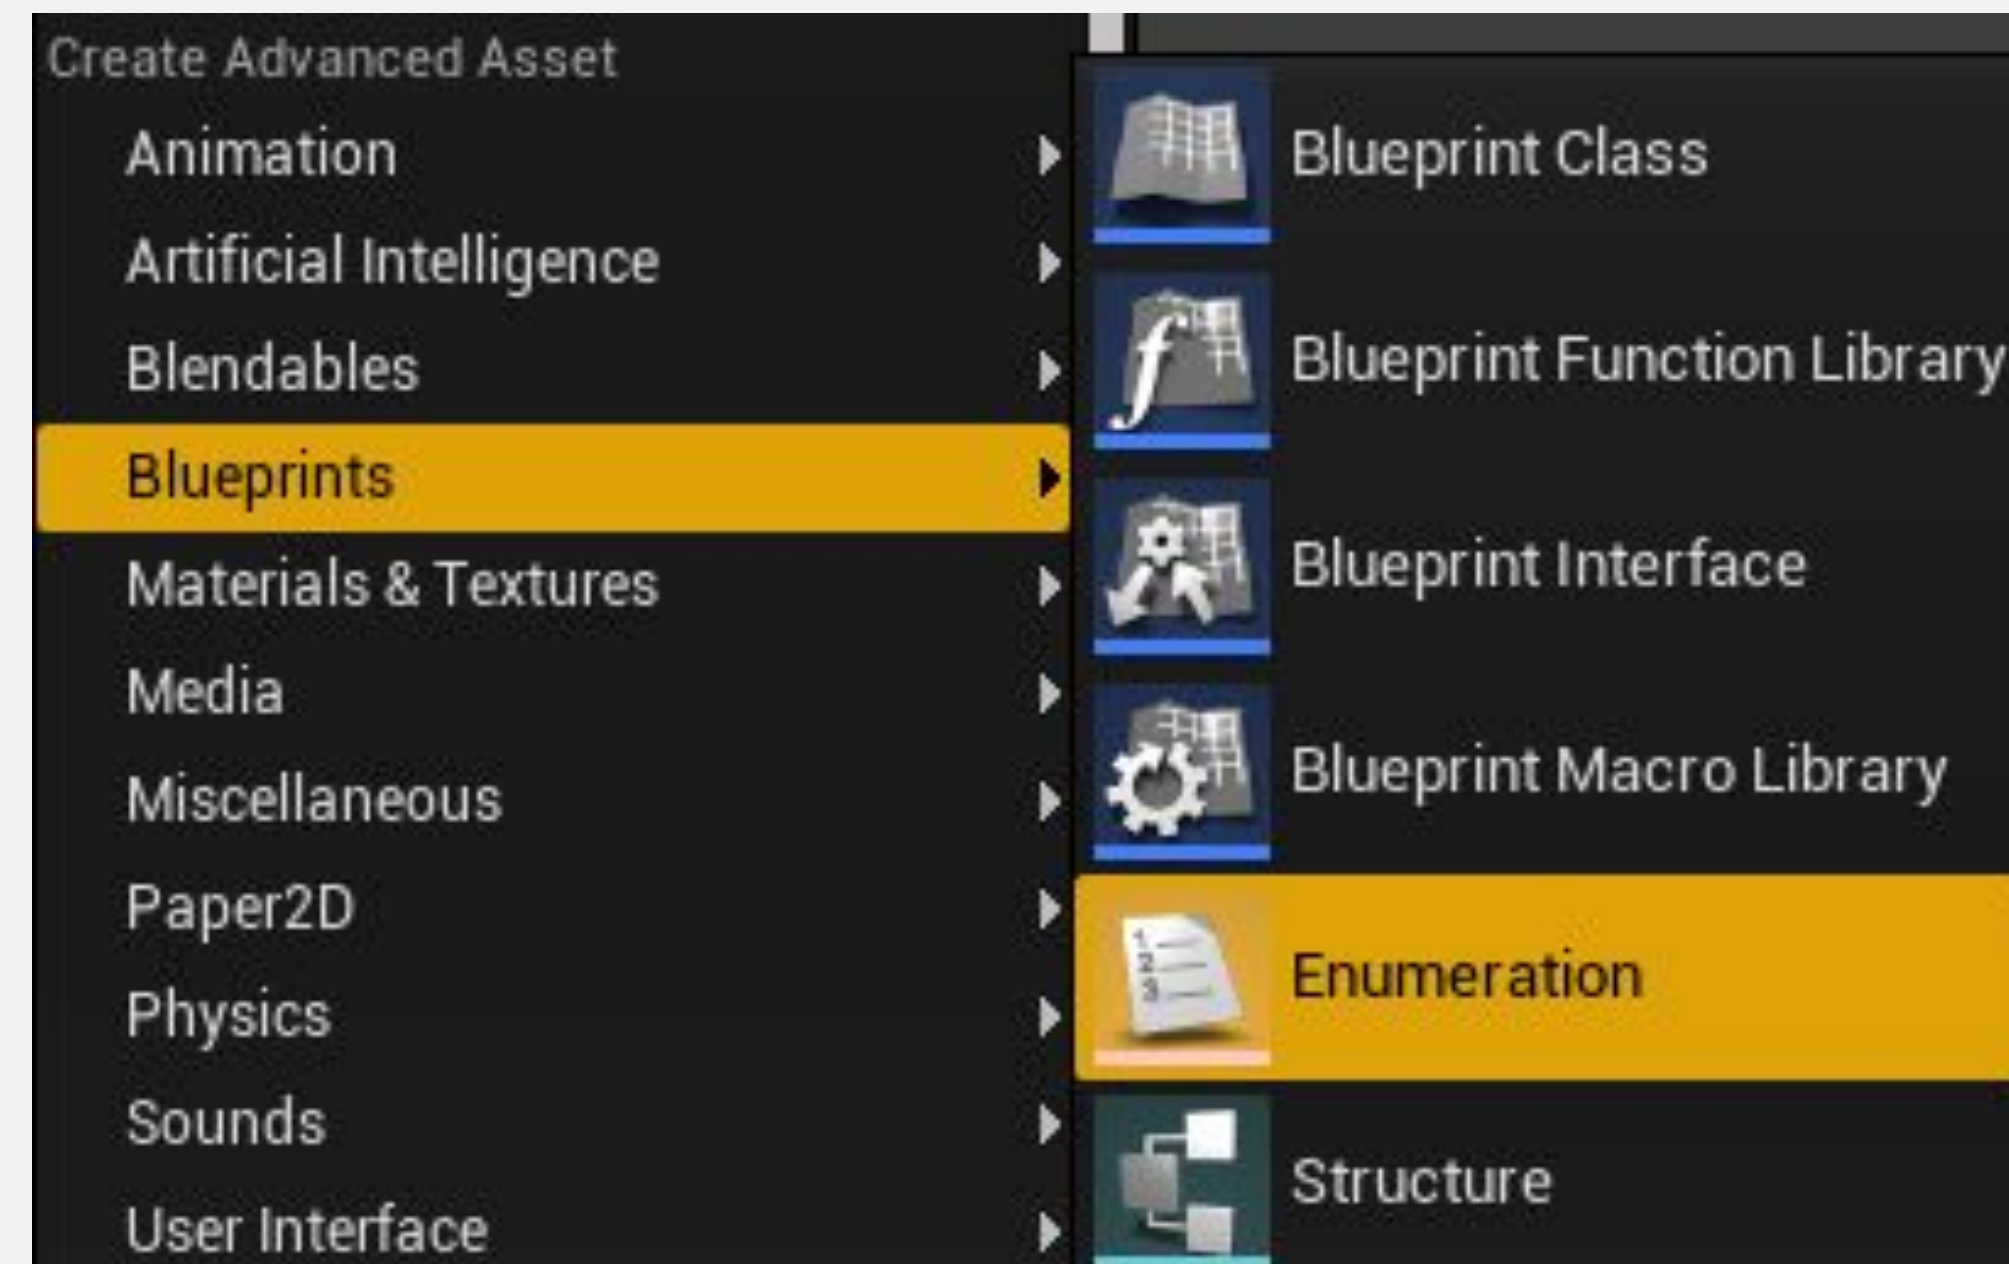 Create Advanced Asset
Animation
Artificial Intelligence
Blendables
Blueprints
Materials & Textures
Media
Miscellaneous
Paper2D
Physics
Sounds
User Interface
Blueprint Class
Blueprint Function Library
Blueprint Interface
Blueprint Macro Library
Enumeration
Structure